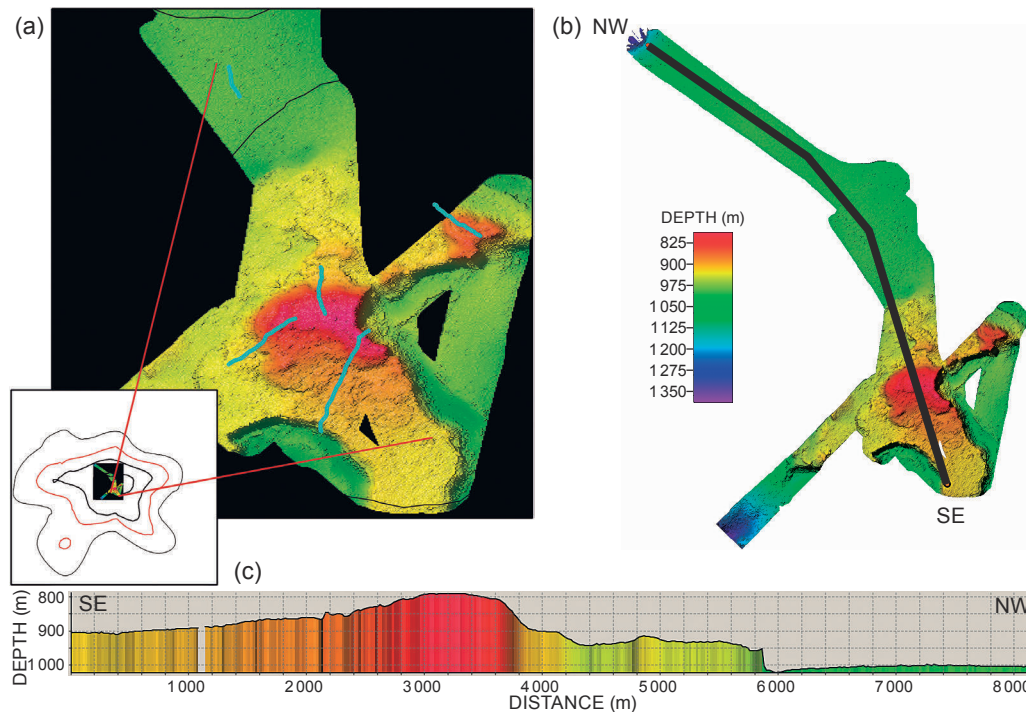 (a)
(b)
NW
DEPTH (m)
825
900
975
1 050
1 125
1 200
1 275
1 350
SE
(c)
SE
NW
DEPTH (m)
800
900
1 000
1 000
2 000
3 000
4 000
5 000
6 000
7 000
8 000
DISTANCE (m)